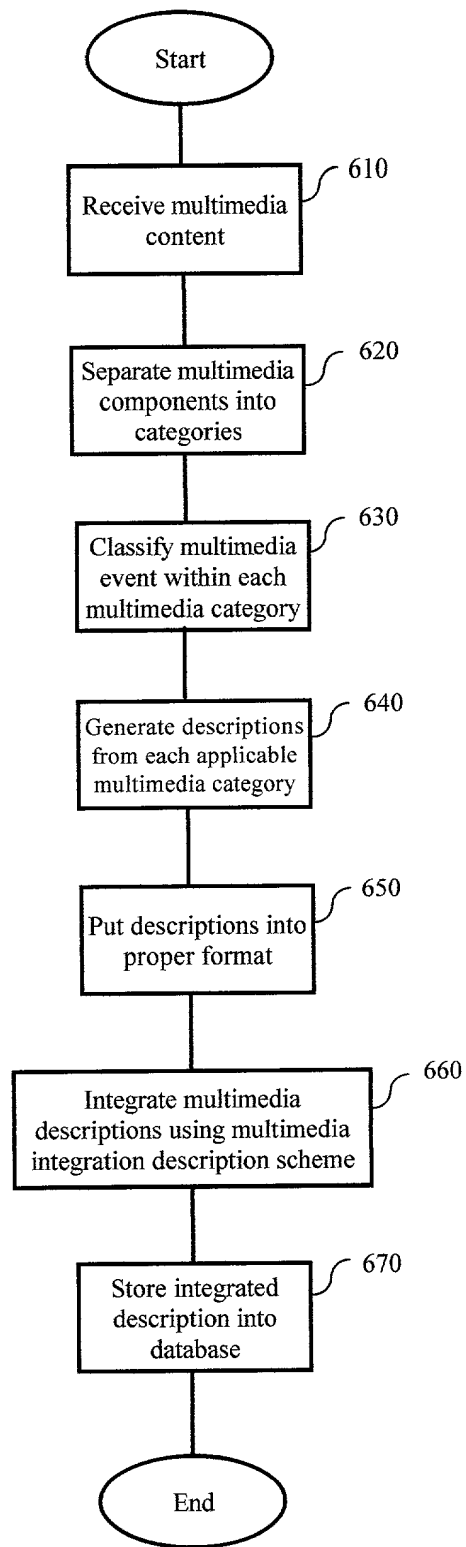 Start
610
Receive multimedia
content
620
Separate multimedia
components into
categories
630
Classify multimedia
event within each
multimedia category
640
Generate descriptions
from each applicable
multimedia category
650
Put descriptions into
proper format
660
Integrate multimedia
descriptions using multimedia
integration description scheme
670
Store integrated
description into
database
End